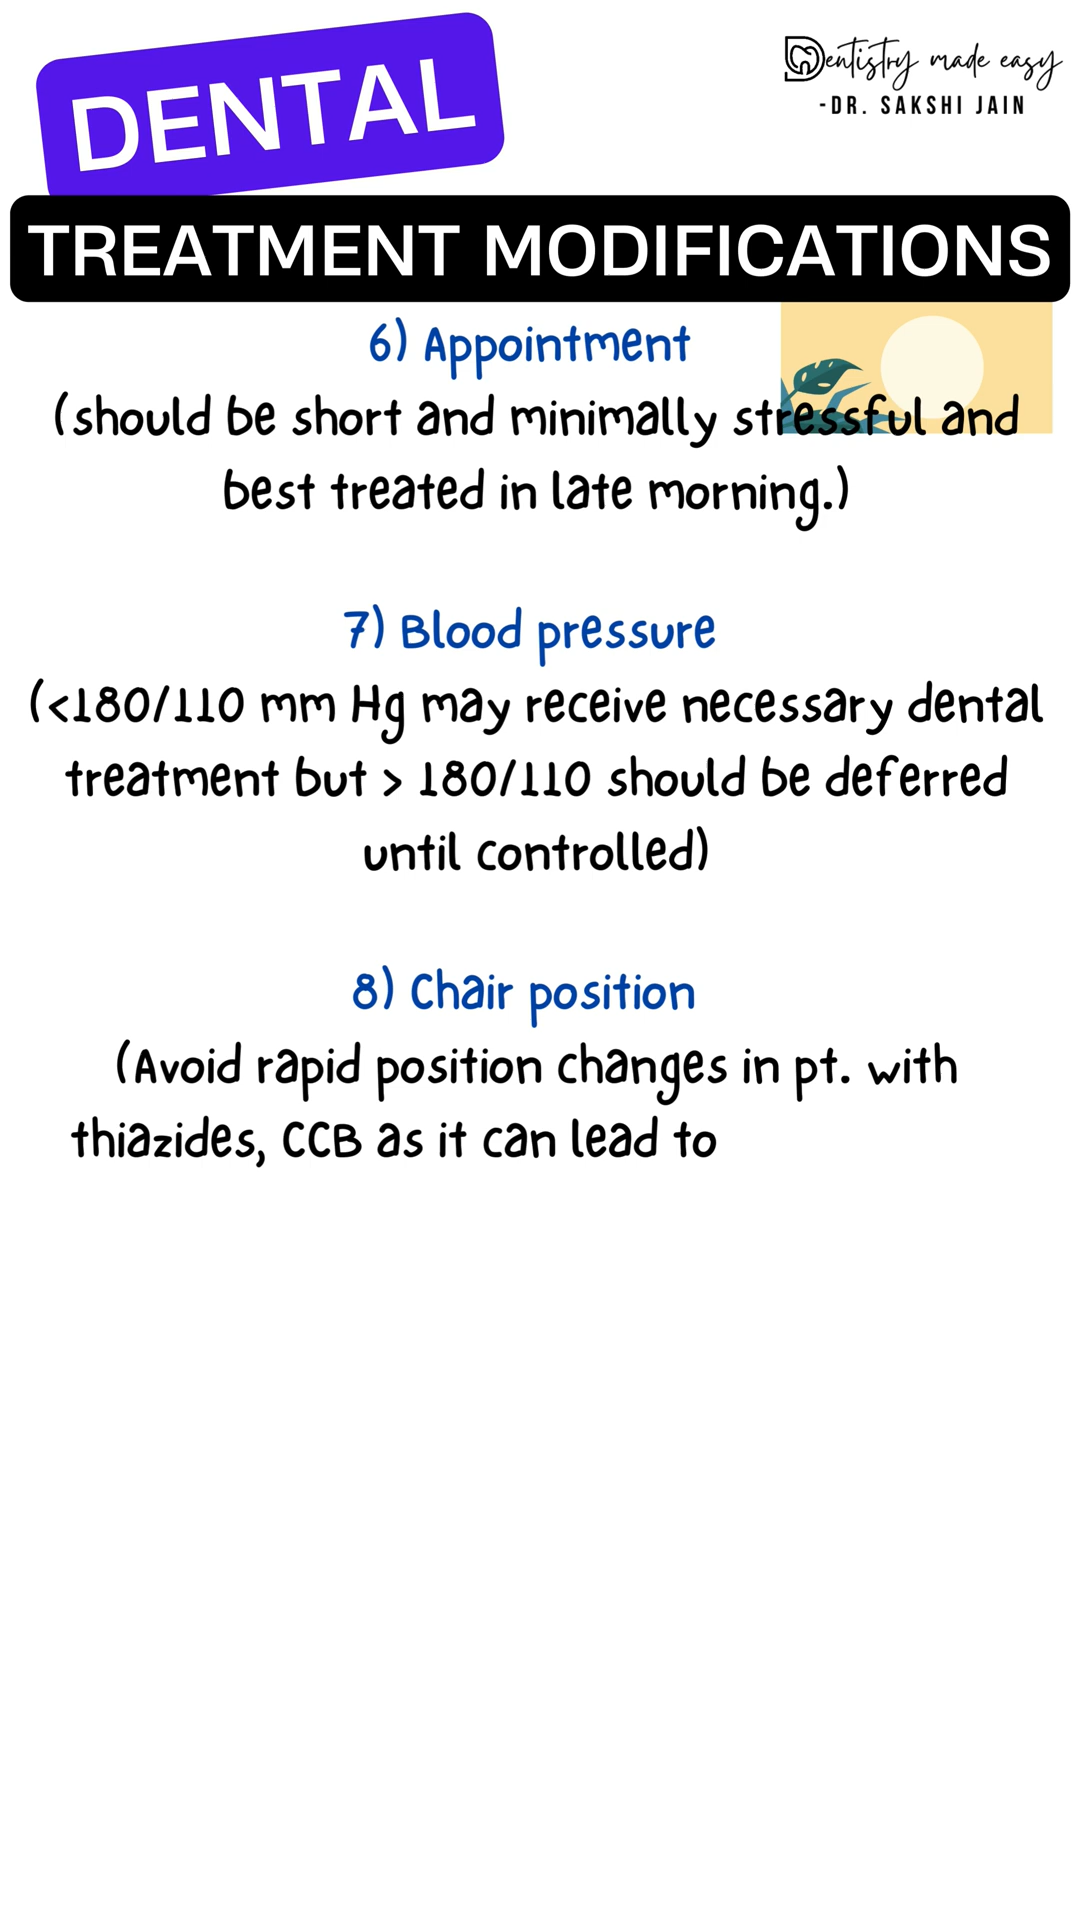 DENTAL
Dentistry made easy
-DR. SAKSHI JAIN
TREATMENT MODIFICATIONS
6) Appointment
(should be short and minimally stressful and
best treated in late morning.)
7) Blood pressure
(<180/110 mm Hg may receive necessary dental
treatment but > 180/110 should be deferred
until controlled)
8) Chair position
(Avoid rapid position changes in pt. with
thiazides, CCB as it can lead to